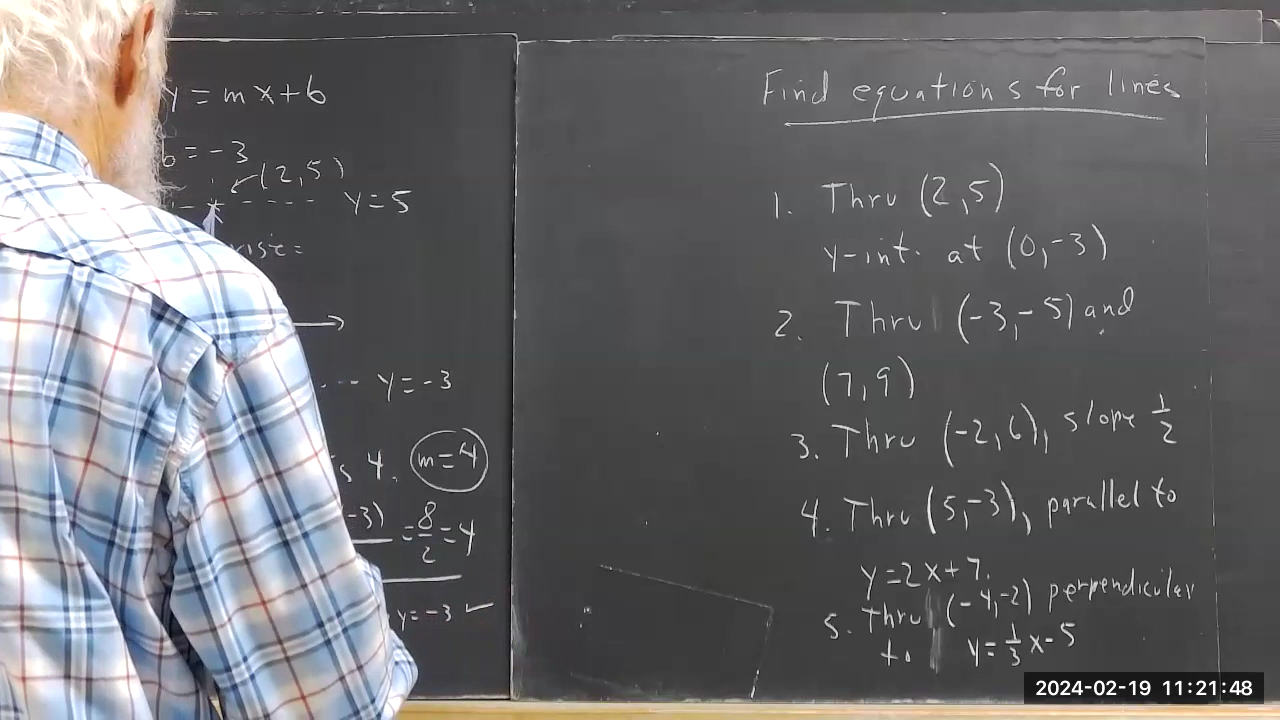 y = mx+b
b = -3
(2,5)
y = 5
rise =
y = -3
4. m = 4
-3) = 8/2 = 4
y = -3 ✓
Find equations for lines
1. Thru (2,5)
y-int. at (0,-3)
2. Thru (-3,-5) and
(7,9)
3. Thru (-2,6), slope 1/2
4. Thru (5,-3), parallel to
y = 2x+7.
5. Thru (-4,-2) perpendicular
to y = 1/3 x - 5
2024-02-19 11:21:48